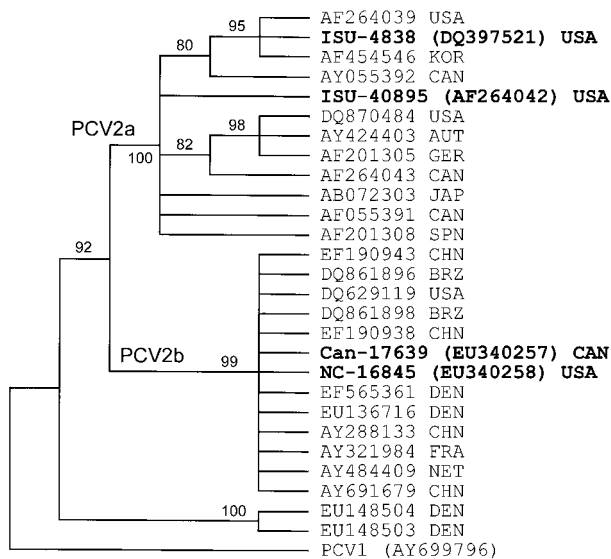 95
AF264039 USA
ISU-4838 (DQ397521) USA
80
AF454546 KOR
AY055392 CAN
ISU-40895 (AF264042) USA
DQ870484 USA
PCV2a
98
AY424403 AUT
82
100
AF201305 GER
AF264043 CAN
AB072303 JAP
AF055391 CAN
AF201308 SPN
92
EF190943 CHN
DQ861896 BRZ
DQ629119 USA
DQ861898 BRZ
EF190938 CHN
PCV2b
99
Can-17639 (EU340257) CAN
NC-16845 (EU340258) USA
EF565361 DEN
EU136716 DEN
AY288133 CHN
AY321984 FRA
AY484409 NET
AY691679 CHN
100
EU148504 DEN
EU148503 DEN
PCV1 (AY699796)